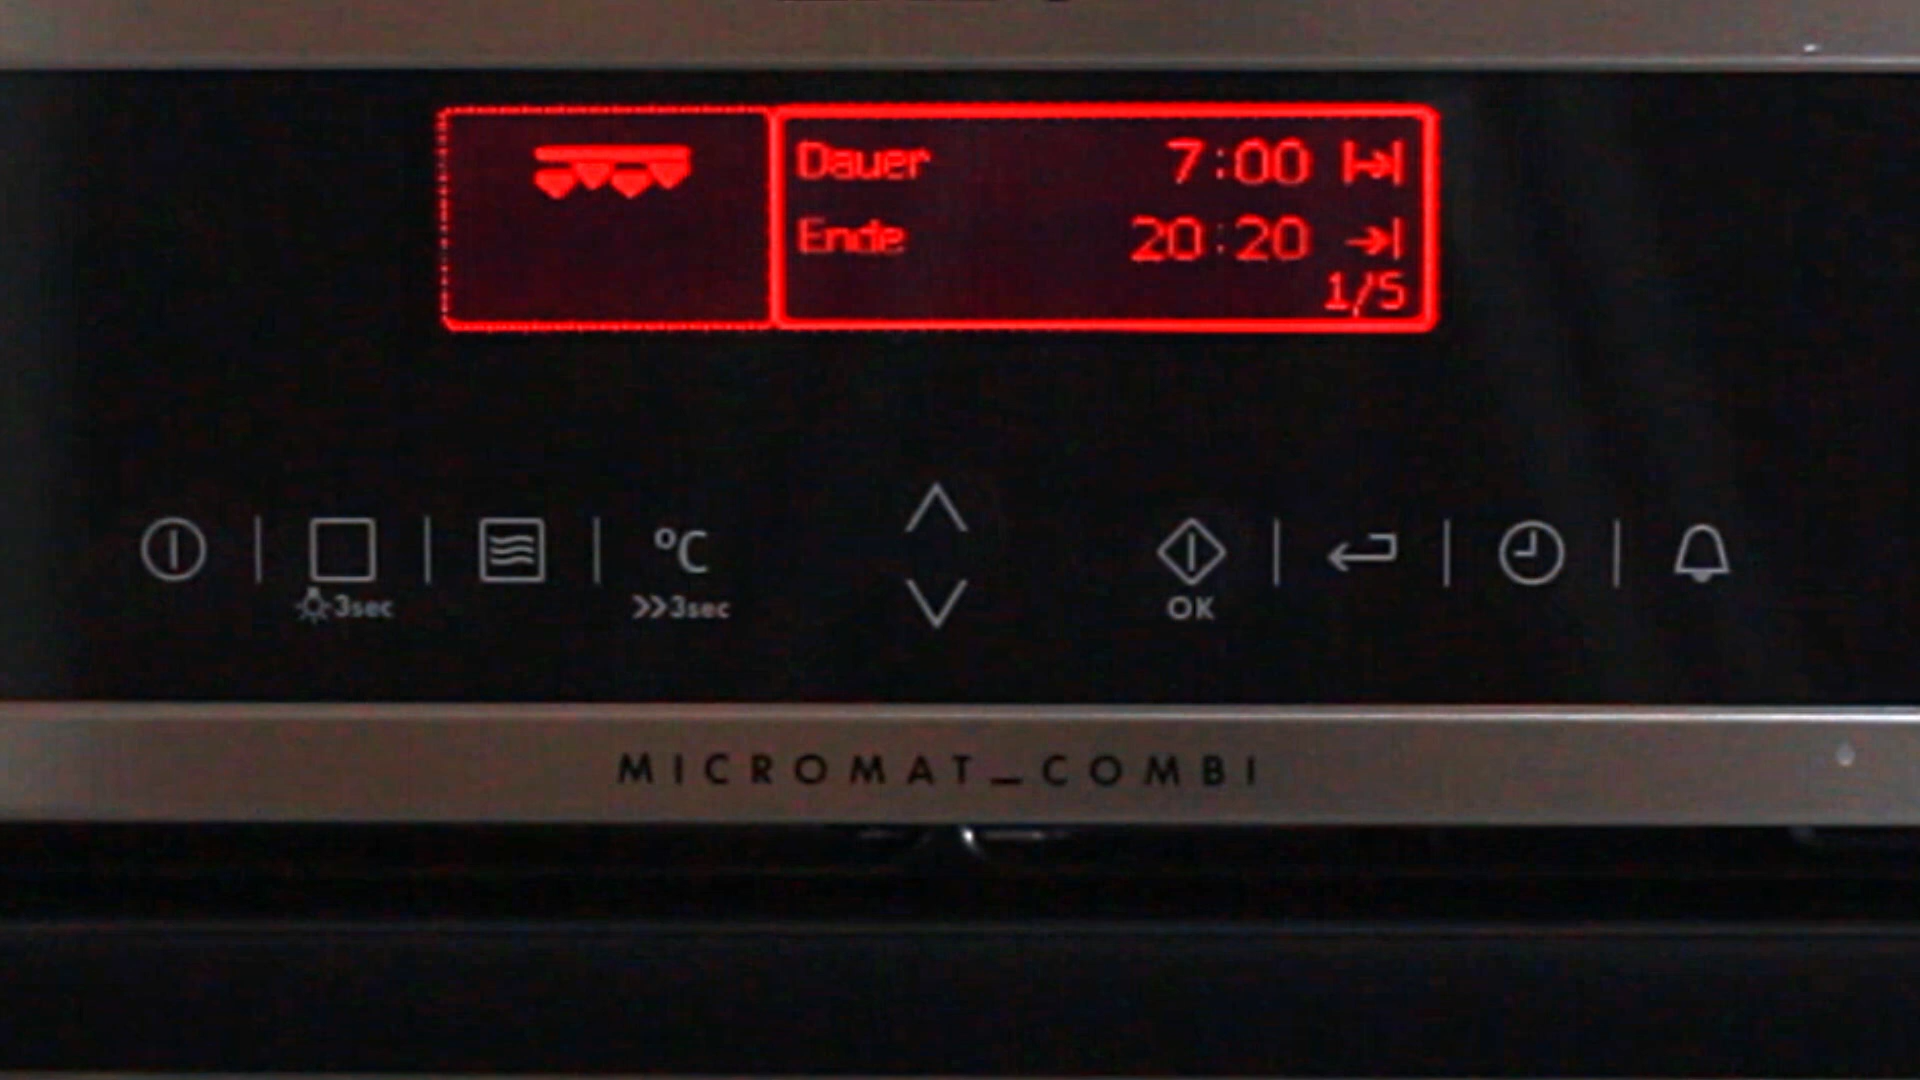 Dauer 7:00
Ende 20:20
1/5
°C
3sec
»3sec
OK
MICROMAT_COMBI